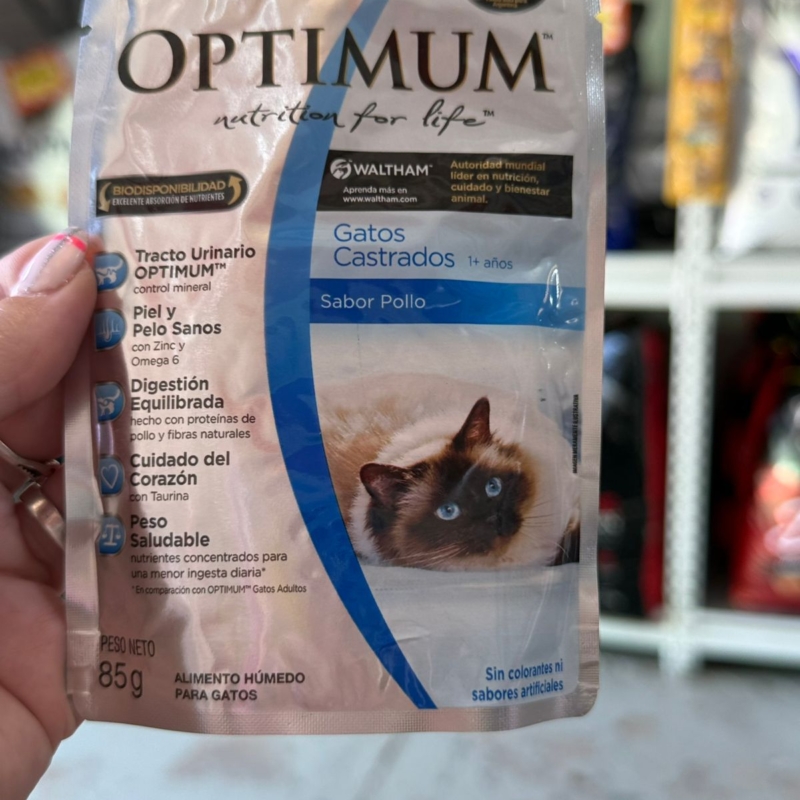 OPTIMUM™
nutrition for life™
BIODISPONIBILIDAD
EXCELENTE ABSORCIÓN DE NUTRIENTES
WALTHAM™
Aprenda más en
www.waltham.com
Autoridad mundial
líder en nutrición,
cuidado y bienestar
animal.
Gatos
Castrados 1+ años
Sabor Pollo
Tracto Urinario
OPTIMUM™
control mineral
Piel y
Pelo Sanos
con Zinc y
Omega 6
Digestión
Equilibrada
hecho con proteínas de
pollo y fibras naturales
Cuidado del
Corazón
con Taurina
Peso
Saludable
nutrientes concentrados para
una menor ingesta diaria*
*En comparación con OPTIMUM™ Gatos Adultos
PESO NETO
85g
ALIMENTO HÚMEDO
PARA GATOS
Sin colorantes ni
sabores artificiales